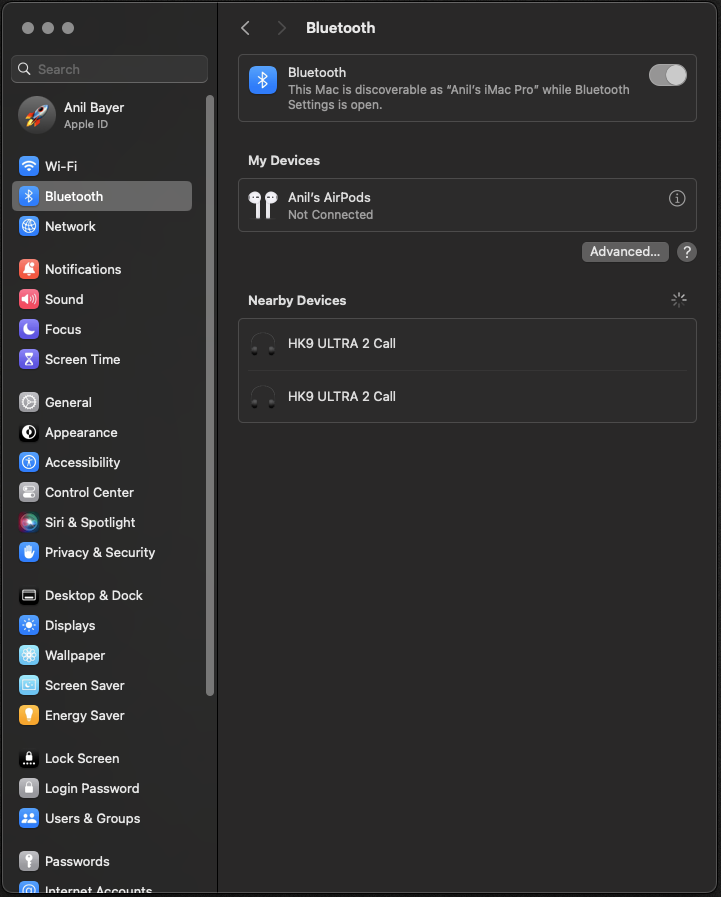 Search
Anil Bayer
Apple ID
Wi-Fi
Bluetooth
Network
Notifications
Sound
Focus
Screen Time
General
Appearance
Accessibility
Control Center
Siri & Spotlight
Privacy & Security
Desktop & Dock
Displays
Wallpaper
Screen Saver
Energy Saver
Lock Screen
Login Password
Users & Groups
Passwords
Internet Accounts
Bluetooth
Bluetooth
This Mac is discoverable as “Anil’s iMac Pro” while Bluetooth
Settings is open.
My Devices
Anil’s AirPods
Not Connected
Advanced...
?
Nearby Devices
HK9 ULTRA 2 Call
HK9 ULTRA 2 Call